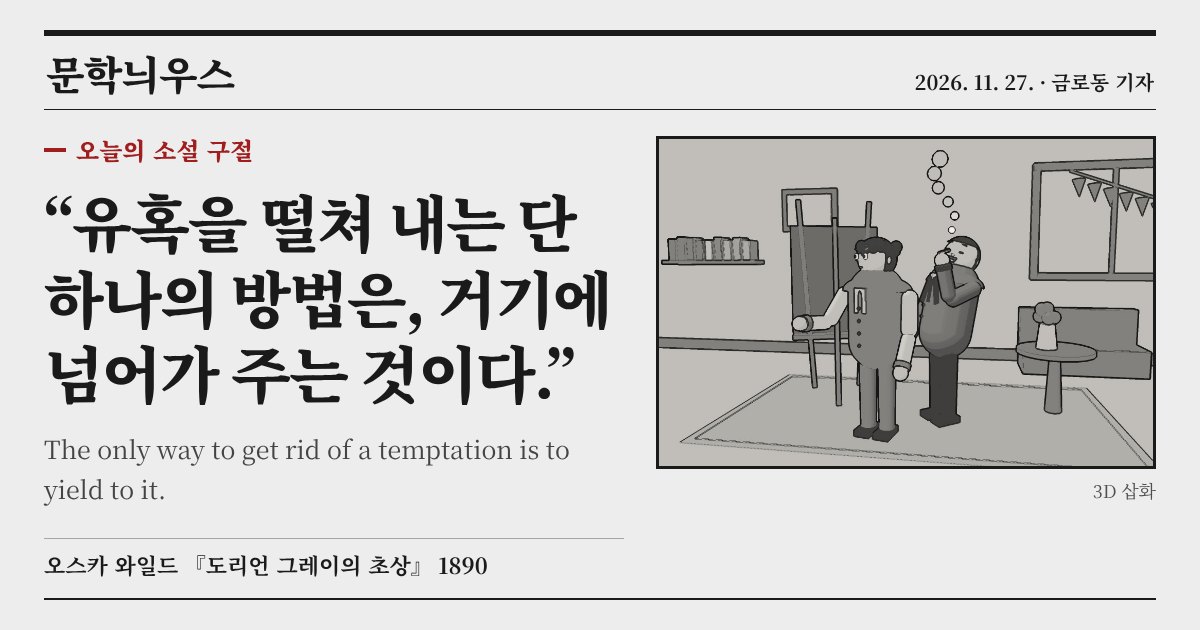 문학늬우스
2026. 11. 27. · 금로동 기자
오늘의 소설 구절
“유혹을 떨쳐 내는 단
하나의 방법은, 거기에
넘어가 주는 것이다.”
The only way to get rid of a temptation is to
yield to it.
3D 삽화
오스카 와일드 『도리언 그레이의 초상』 1890